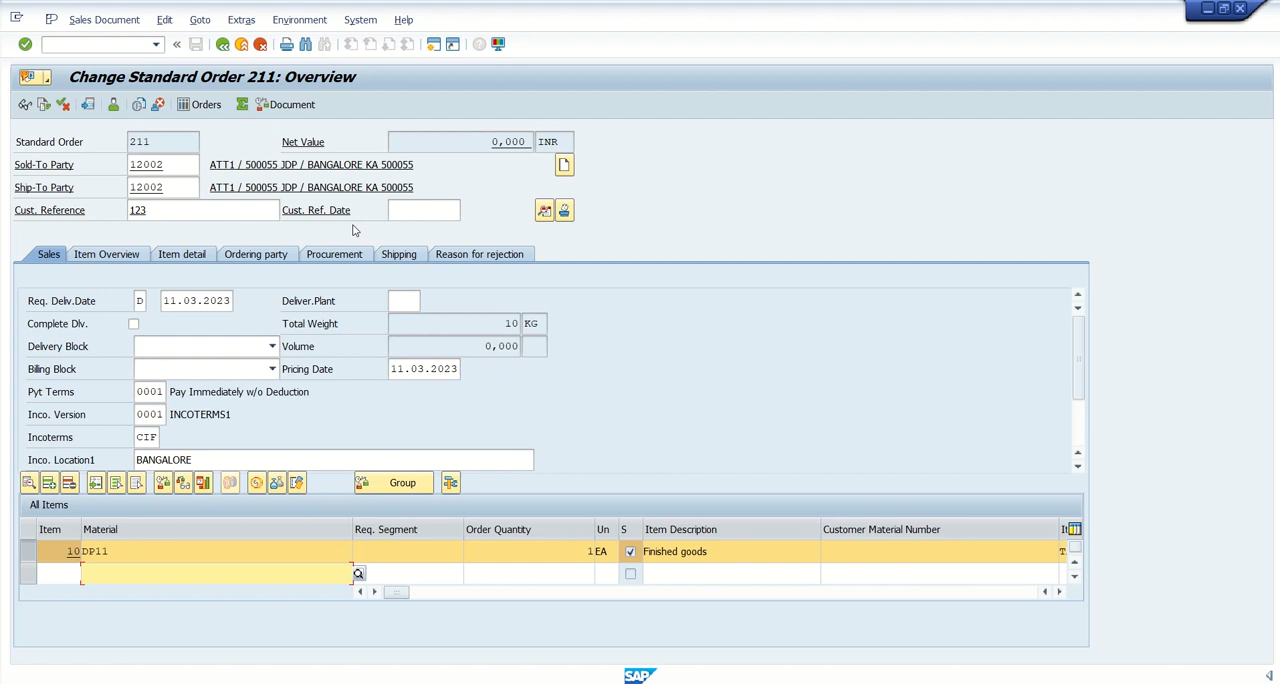 Sales Document Edit Goto Extras Environment System Help
Change Standard Order 211: Overview
Orders Document
Standard Order 211 Net Value 0,000 INR
Sold-To Party 12002 ATT1 / 500055 JDP / BANGALORE KA 500055
Ship-To Party 12002 ATT1 / 500055 JDP / BANGALORE KA 500055
Cust. Reference 123 Cust. Ref. Date
Sales Item Overview Item detail Ordering party Procurement Shipping Reason for rejection
Req. Deliv.Date D 11.03.2023 Deliver.Plant
Complete Dlv. Total Weight 10 KG
Delivery Block Volume 0,000
Billing Block Pricing Date 11.03.2023
Pyt Terms 0001 Pay Immediately w/o Deduction
Inco. Version 0001 INCOTERMS1
Incoterms CIF
Inco. Location1 BANGALORE
Group
All Items
Item Material Req. Segment Order Quantity Un S Item Description Customer Material Number It
10 DP11 1 EA Finished goods T
SAP